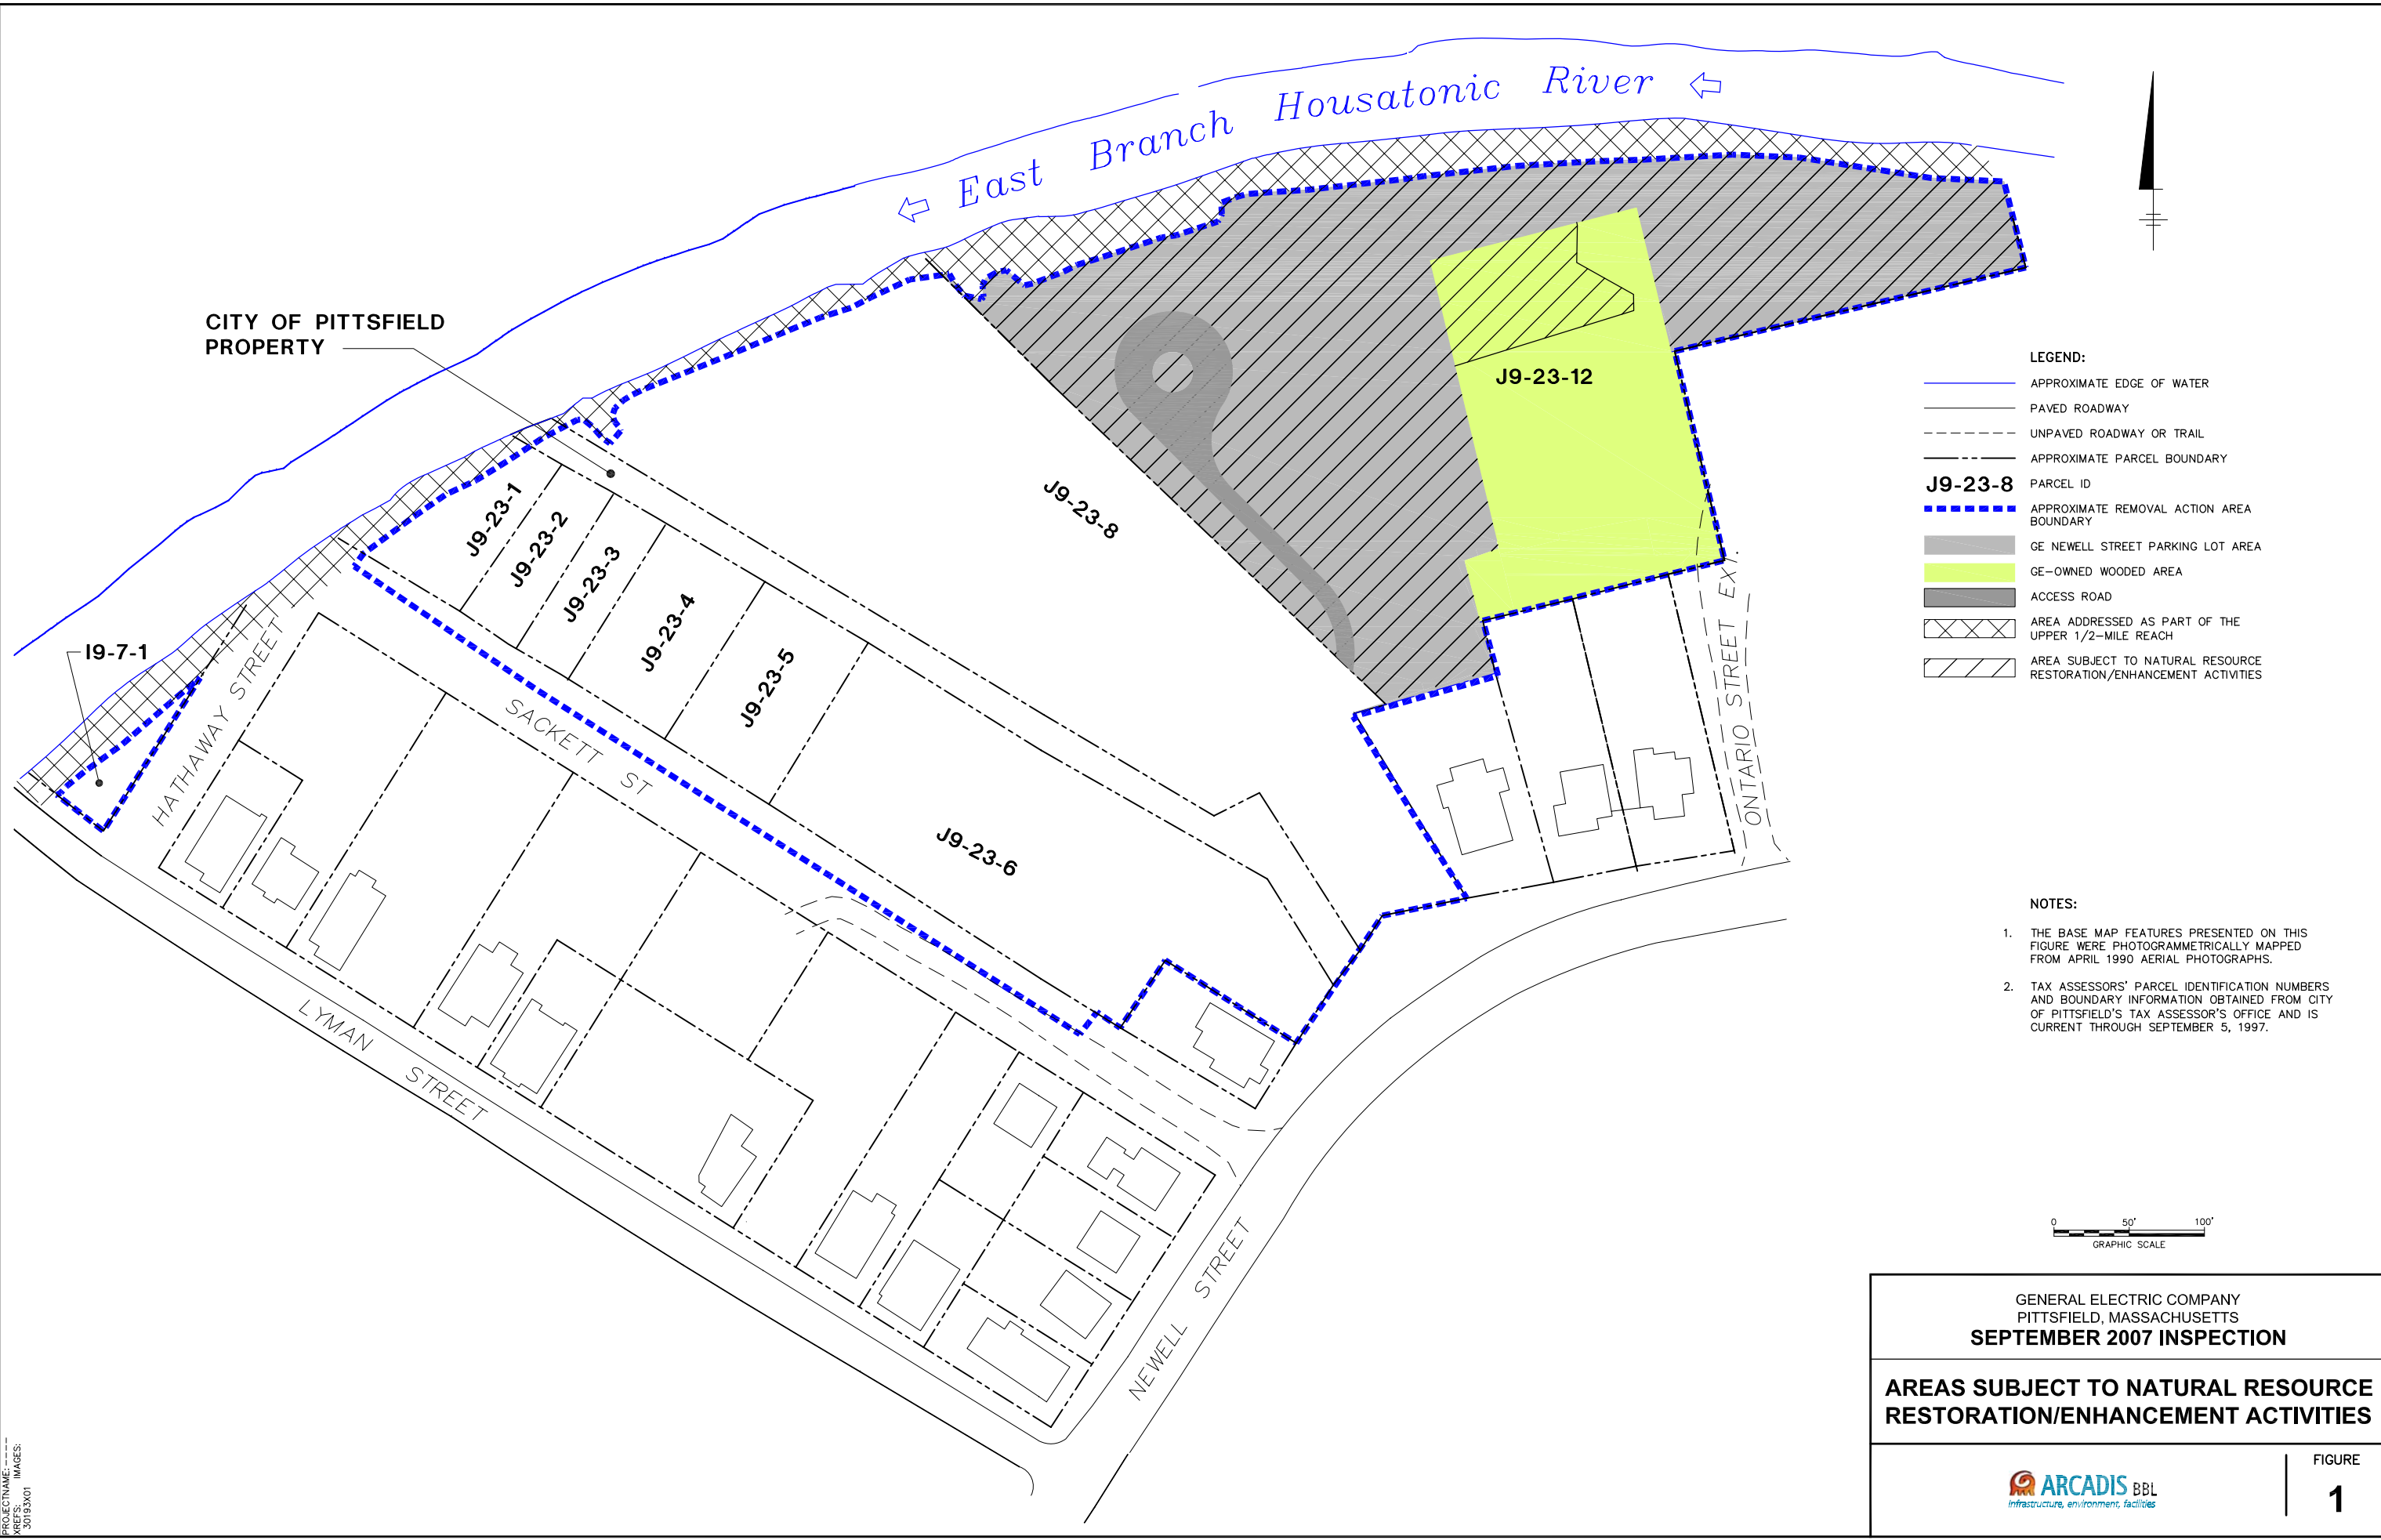 East Branch Housatonic River
CITY OF PITTSFIELD
PROPERTY
J9-23-12
J9-23-8
J9-23-1
J9-23-2
J9-23-3
J9-23-4
J9-23-5
J9-23-6
I9-7-1
HATHAWAY STREET
SACKETT ST
LYMAN STREET
NEWELL STREET
ONTARIO STREET EXT.
LEGEND:
APPROXIMATE EDGE OF WATER
PAVED ROADWAY
UNPAVED ROADWAY OR TRAIL
APPROXIMATE PARCEL BOUNDARY
J9-23-8 PARCEL ID
APPROXIMATE REMOVAL ACTION AREA
BOUNDARY
GE NEWELL STREET PARKING LOT AREA
GE-OWNED WOODED AREA
ACCESS ROAD
AREA ADDRESSED AS PART OF THE
UPPER 1/2-MILE REACH
AREA SUBJECT TO NATURAL RESOURCE
RESTORATION/ENHANCEMENT ACTIVITIES
NOTES:
1. THE BASE MAP FEATURES PRESENTED ON THIS
FIGURE WERE PHOTOGRAMMETRICALLY MAPPED
FROM APRIL 1990 AERIAL PHOTOGRAPHS.
2. TAX ASSESSORS' PARCEL IDENTIFICATION NUMBERS
AND BOUNDARY INFORMATION OBTAINED FROM CITY
OF PITTSFIELD'S TAX ASSESSOR'S OFFICE AND IS
CURRENT THROUGH SEPTEMBER 5, 1997.
0 50' 100'
GRAPHIC SCALE
GENERAL ELECTRIC COMPANY
PITTSFIELD, MASSACHUSETTS
SEPTEMBER 2007 INSPECTION
AREAS SUBJECT TO NATURAL RESOURCE
RESTORATION/ENHANCEMENT ACTIVITIES
ARCADIS BBL
Infrastructure, environment, facilities
FIGURE
1
PROJECTNAME: ----
XREFS: IMAGES:
30193X01